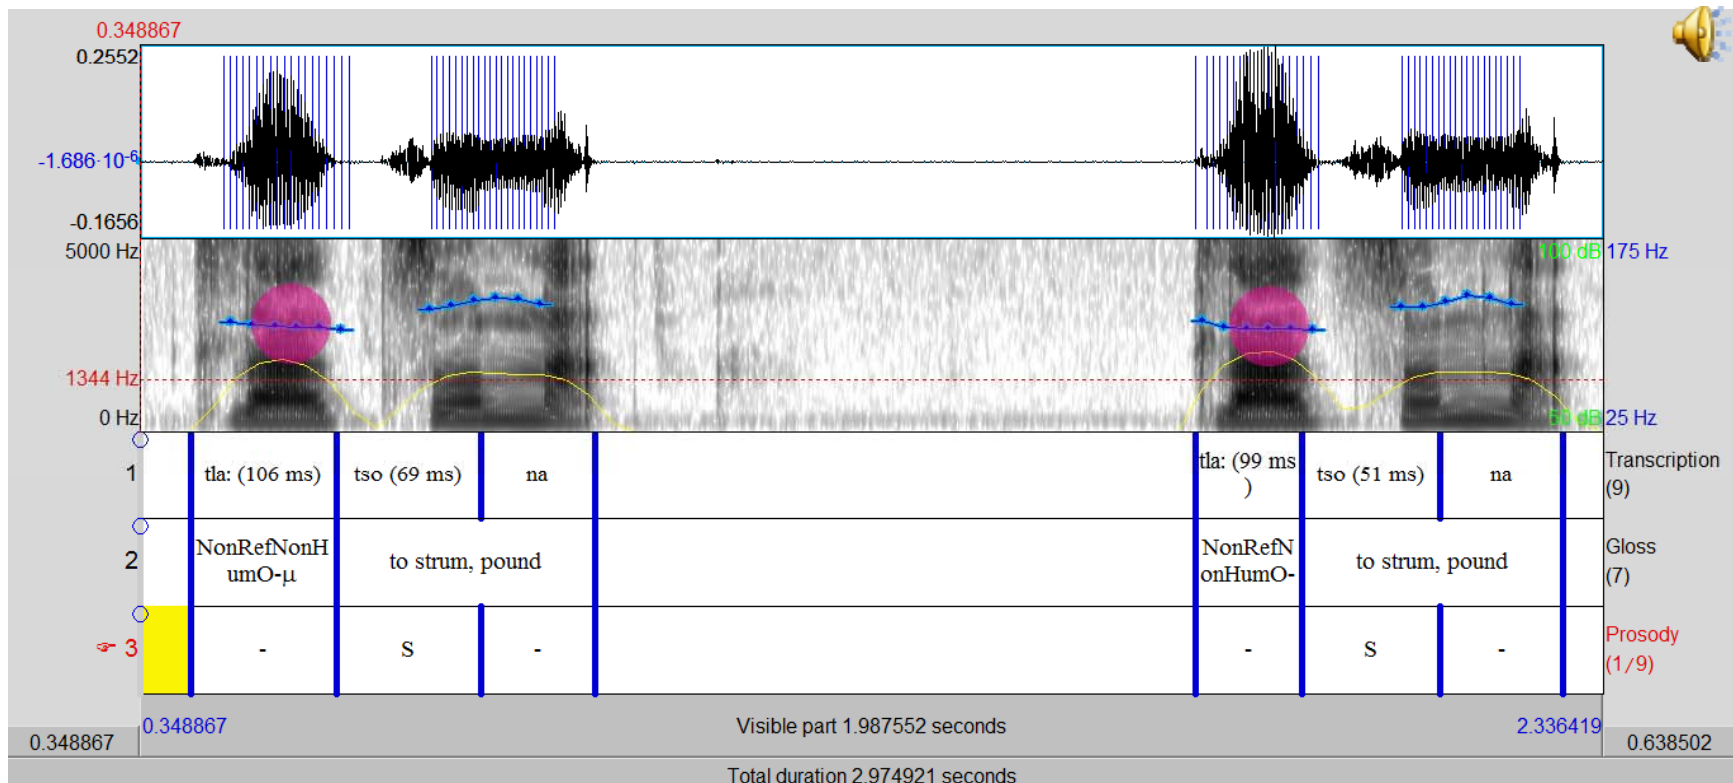 0.348867
0.2552
-1.686·10⁻⁶
-0.1656
5000 Hz
100 dB 175 Hz
1344 Hz
0 Hz
50 dB 25 Hz
1 tla: (106 ms) tso (69 ms) na tla: (99 ms
) tso (51 ms) na Transcription
(9)
2 NonRefNonH
umO-μ to strum, pound NonRefN
onHumO- to strum, pound Gloss
(7)
☞ 3 - S - - S - Prosody
(1/9)
0.348867 Visible part 1.987552 seconds 2.336419
0.348867 0.638502
Total duration 2.974921 seconds